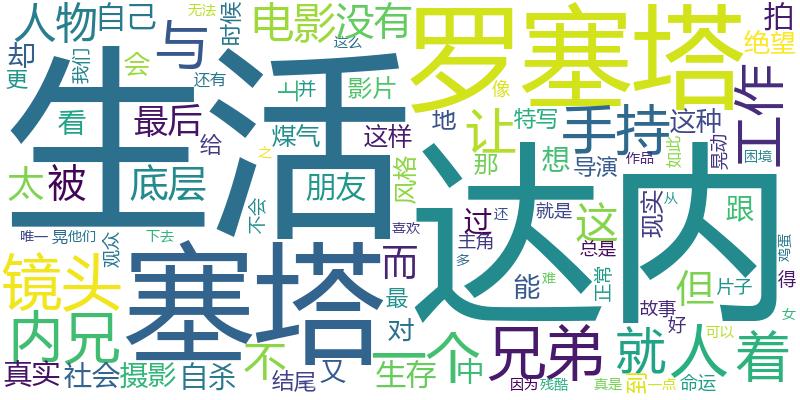 人物
自己
与
时候
电影
没有
无法
这么
罗塞塔
拍
绝望
却
更
我们
会
还有
上
并
影片
像
生活
看
最后
给
煤气
这样
地
让
特写
手持
这种
工作
晃动
如此
作品
困境
太
被
底层
之
朋友
风格
那
想
导演
达内
现实
从
跟
不会
过
还
就是
这
唯一
晃
他们
观众
下去
塞塔
而
喜欢
主角
多
总是
鸡蛋
镜头
最
能
难
正常
但
片子
得
内兄
不
对
一个
兄弟
就
人
故事
好
着
女
可以
真实
社会
摄影
自杀
结尾
又
生存
中
因为
残酷
真是
到
一点
命运